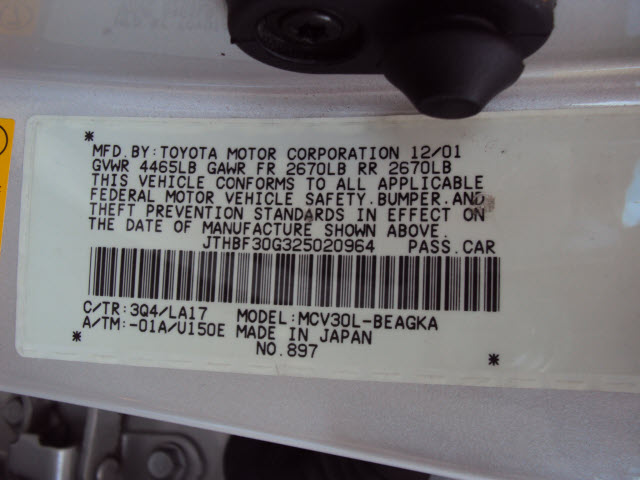 *
MFD.BY:TOYOTA MOTOR CORPORATION 12/01
GVWR 4465LB GAWR FR 2670LB RR 2670LB
THIS VEHICLE CONFORMS TO ALL APPLICABLE
FEDERAL MOTOR VEHICLE SAFETY.BUMPER.AND
THEFT PREVENTION STANDARDS IN EFFECT ON
THE DATE OF MANUFACTURE SHOWN ABOVE.
JTHBF30G325020964 PASS.CAR
C/TR:3Q4/LA17 MODEL:MCV30L-BEAGKA
A/TM:-01A/U150E MADE IN JAPAN
* NO.897 *